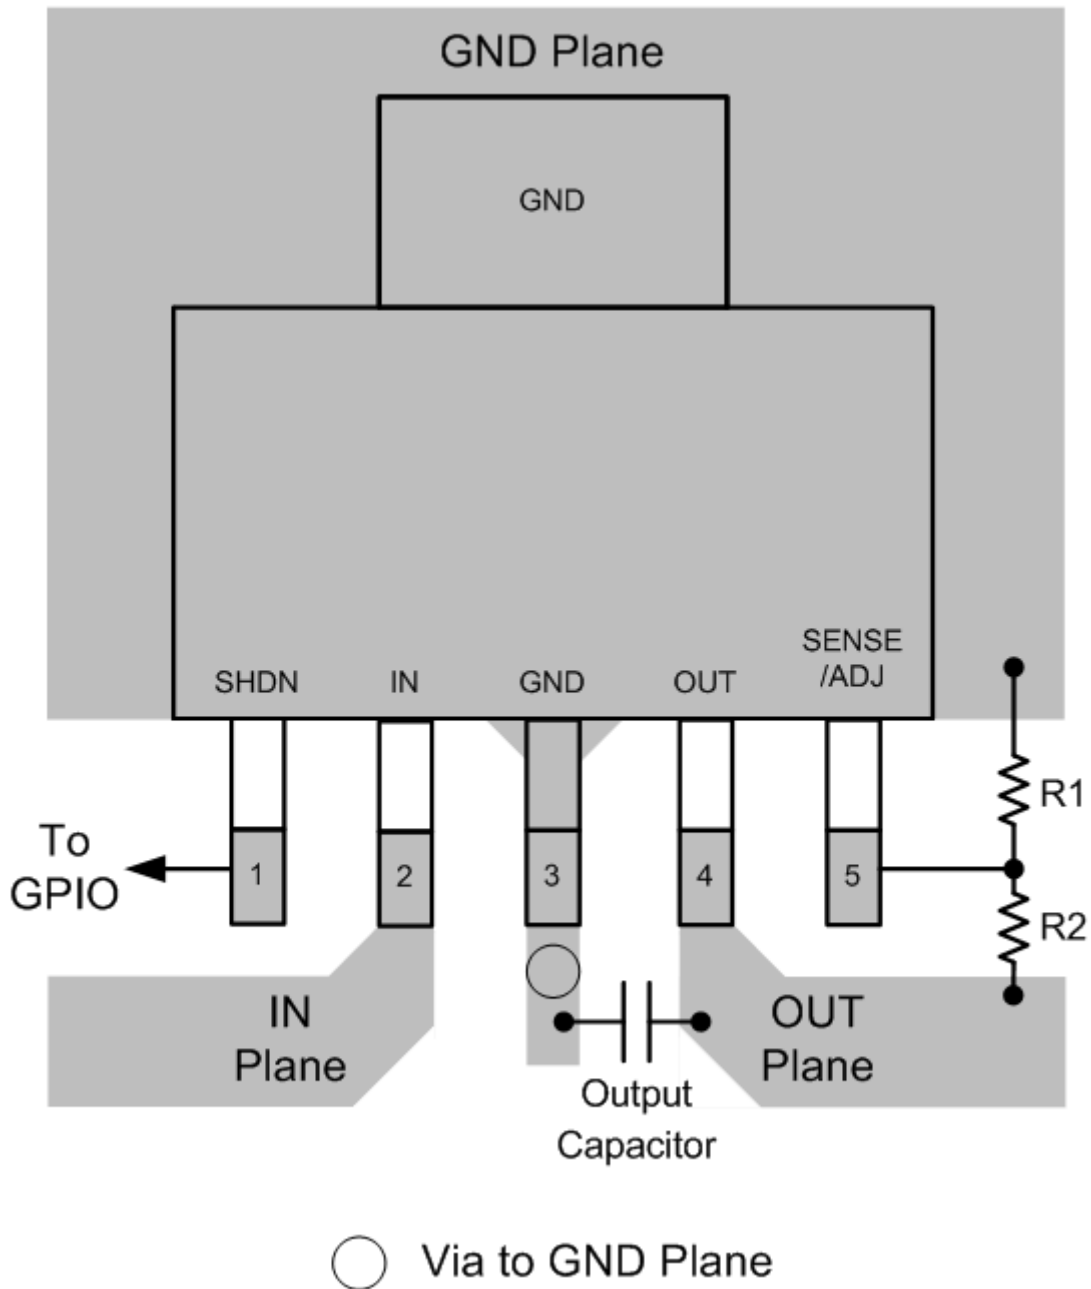 GND Plane
GND
SENSE
/ADJ
SHDN IN GND OUT
R1
To
GPIO
1 2 3 4 5
R2
IN
Plane
OUT
Plane
Output
Capacitor
Via to GND Plane